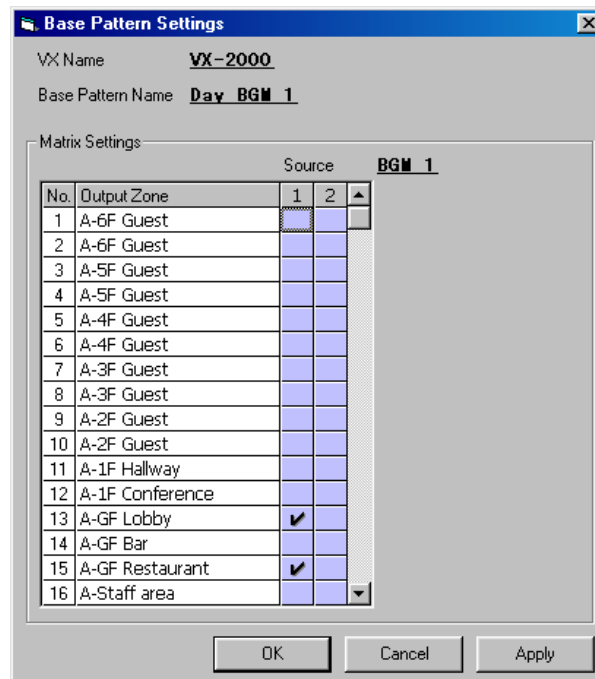 Base Pattern Settings
VX Name VX-2000
Base Pattern Name Day BGM 1
Matrix Settings
Source BGM 1
No. Output Zone 1 2
1 A-6F Guest
2 A-6F Guest
3 A-5F Guest
4 A-5F Guest
5 A-4F Guest
6 A-4F Guest
7 A-3F Guest
8 A-3F Guest
9 A-2F Guest
10 A-2F Guest
11 A-1F Hallway
12 A-1F Conference
13 A-GF Lobby ✔
14 A-GF Bar
15 A-GF Restaurant ✔
16 A-Staff area
OK Cancel Apply